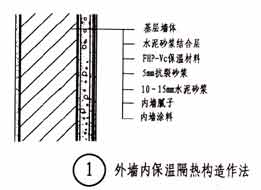 基层墙体
水泥砂浆结合层
FHP-Vc保温材料
5mm抗裂砂浆
10-15mm水泥砂浆
内墙腻子
内墙涂料
1 外墙内保温隔热构造作法